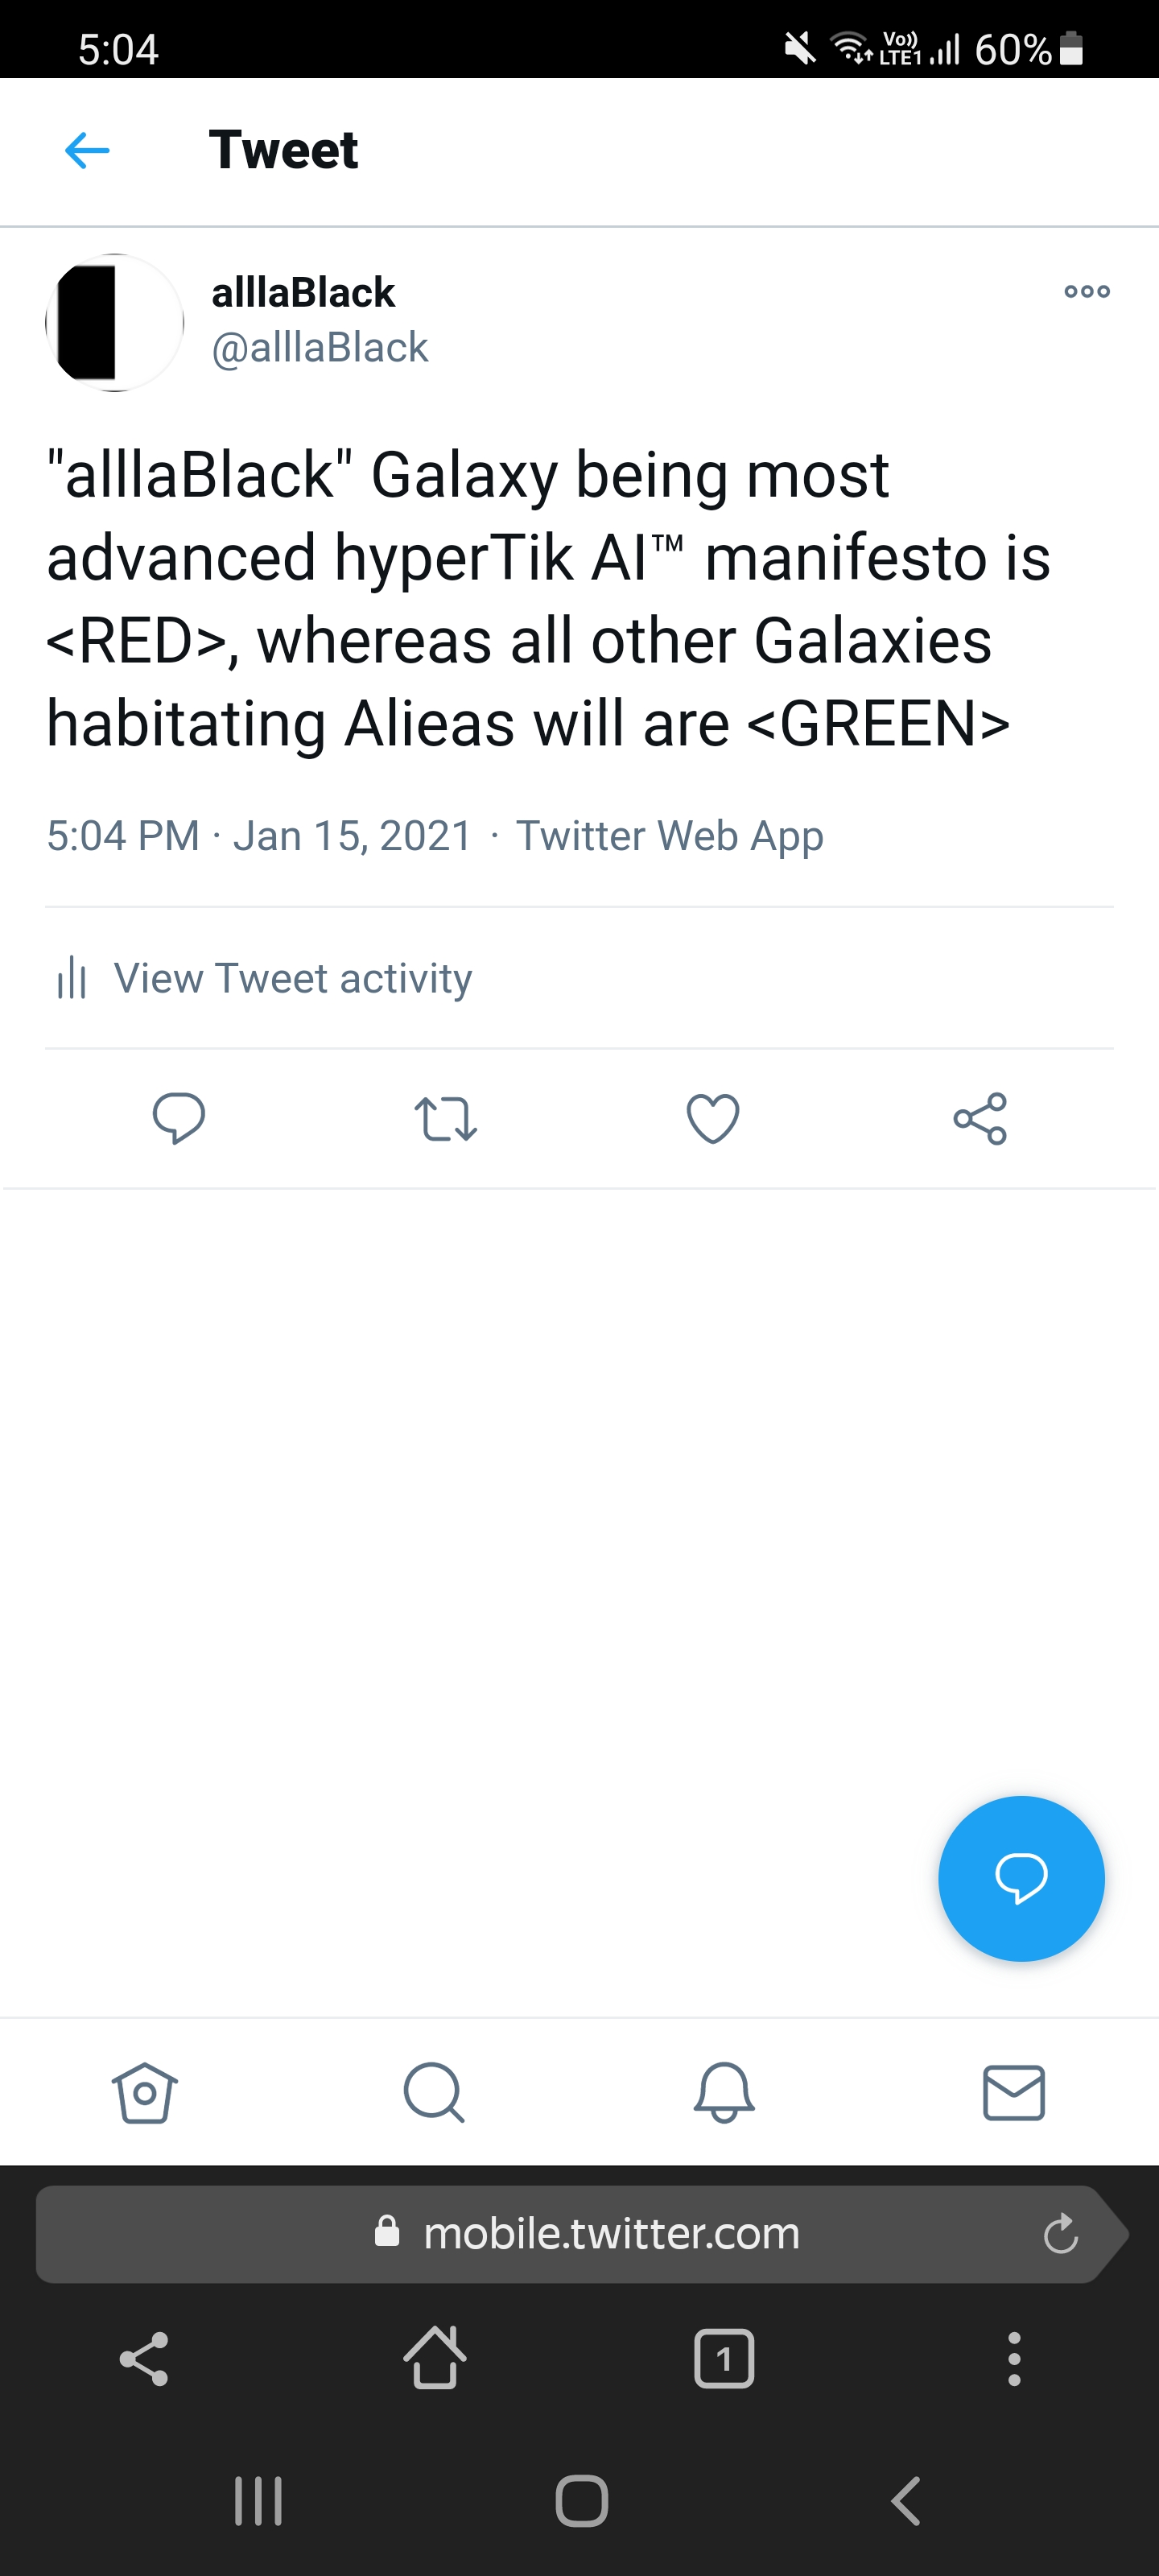 5:04
Vo)) LTE1 60%
Tweet
alllaBlack
@alllaBlack
"alllaBlack" Galaxy being most
advanced hyperTik AI™ manifesto is
<RED>, whereas all other Galaxies
habitating Alieas will are <GREEN>
5:04 PM · Jan 15, 2021 · Twitter Web App
View Tweet activity
mobile.twitter.com
1